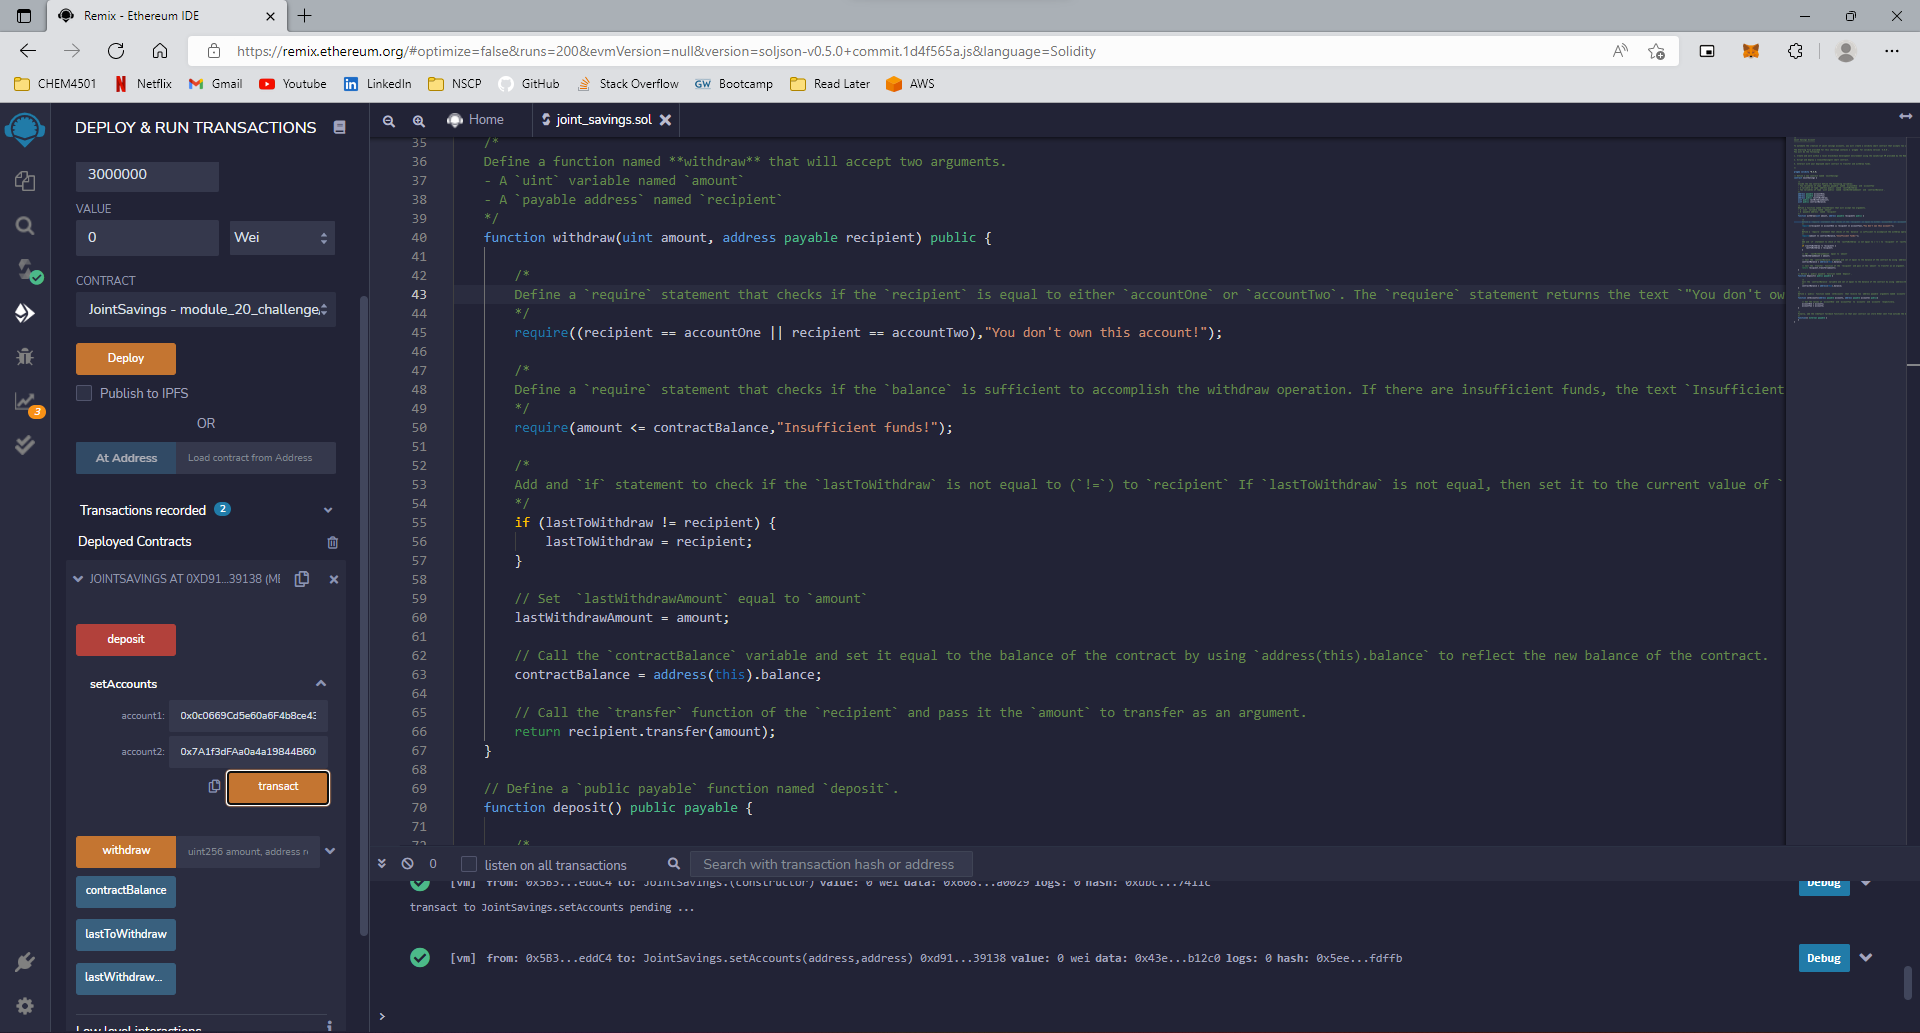 Remix - Ethereum IDE
https://remix.ethereum.org/#optimize=false&runs=200&evmVersion=null&version=soljson-v0.5.0+commit.1d4f565a.js&language=Solidity
CHEM4501 Netflix Gmail Youtube LinkedIn NSCP GitHub Stack Overflow GW Bootcamp Read Later AWS
DEPLOY & RUN TRANSACTIONS
3000000
VALUE
0 Wei
CONTRACT
JointSavings - module_20_challenge,
Deploy
Publish to IPFS
OR
At Address Load contract from Address
Transactions recorded 2
Deployed Contracts
JOINTSAVINGS AT 0XD91...39138 (MI
deposit
setAccounts
account1: 0x0c0669Cd5e60a6F4b8ce43
account2: 0x7A1f3dFAa0a4a19844B60
transact
withdraw uint256 amount, address r
contractBalance
lastToWithdraw
lastWithdraw...
Low level interactions
3
Home joint_savings.sol
35 /*
36 Define a function named **withdraw** that will accept two arguments.
37 - A `uint` variable named `amount`
38 - A `payable address` named `recipient`
39 */
40 function withdraw(uint amount, address payable recipient) public {
41
42 /*
43 Define a `require` statement that checks if the `recipient` is equal to either `accountOne` or `accountTwo`. The `requiere` statement returns the text `"You don't ow
44 */
45 require((recipient == accountOne || recipient == accountTwo),"You don't own this account!");
46
47 /*
48 Define a `require` statement that checks if the `balance` is sufficient to accomplish the withdraw operation. If there are insufficient funds, the text `Insufficient
49 */
50 require(amount <= contractBalance,"Insufficient funds!");
51
52 /*
53 Add and `if` statement to check if the `lastToWithdraw` is not equal to (`!=`) to `recipient` If `lastToWithdraw` is not equal, then set it to the current value of `
54 */
55 if (lastToWithdraw != recipient) {
56 lastToWithdraw = recipient;
57 }
58
59 // Set  `lastWithdrawAmount` equal to `amount`
60 lastWithdrawAmount = amount;
61
62 // Call the `contractBalance` variable and set it equal to the balance of the contract by using `address(this).balance` to reflect the new balance of the contract.
63 contractBalance = address(this).balance;
64
65 // Call the `transfer` function of the `recipient` and pass it the `amount` to transfer as an argument.
66 return recipient.transfer(amount);
67 }
68
69 // Define a `public payable` function named `deposit`.
70 function deposit() public payable {
71
72 /*
0 listen on all transactions Search with transaction hash or address
[vm] from: 0x5B3...eddC4 to: JointSavings.(constructor) value: 0 wei data: 0x608...a0029 logs: 0 hash: 0xdbc...7411c Debug
transact to JointSavings.setAccounts pending ...
[vm] from: 0x5B3...eddC4 to: JointSavings.setAccounts(address,address) 0xd91...39138 value: 0 wei data: 0x43e...b12c0 logs: 0 hash: 0x5ee...fdffb Debug
>